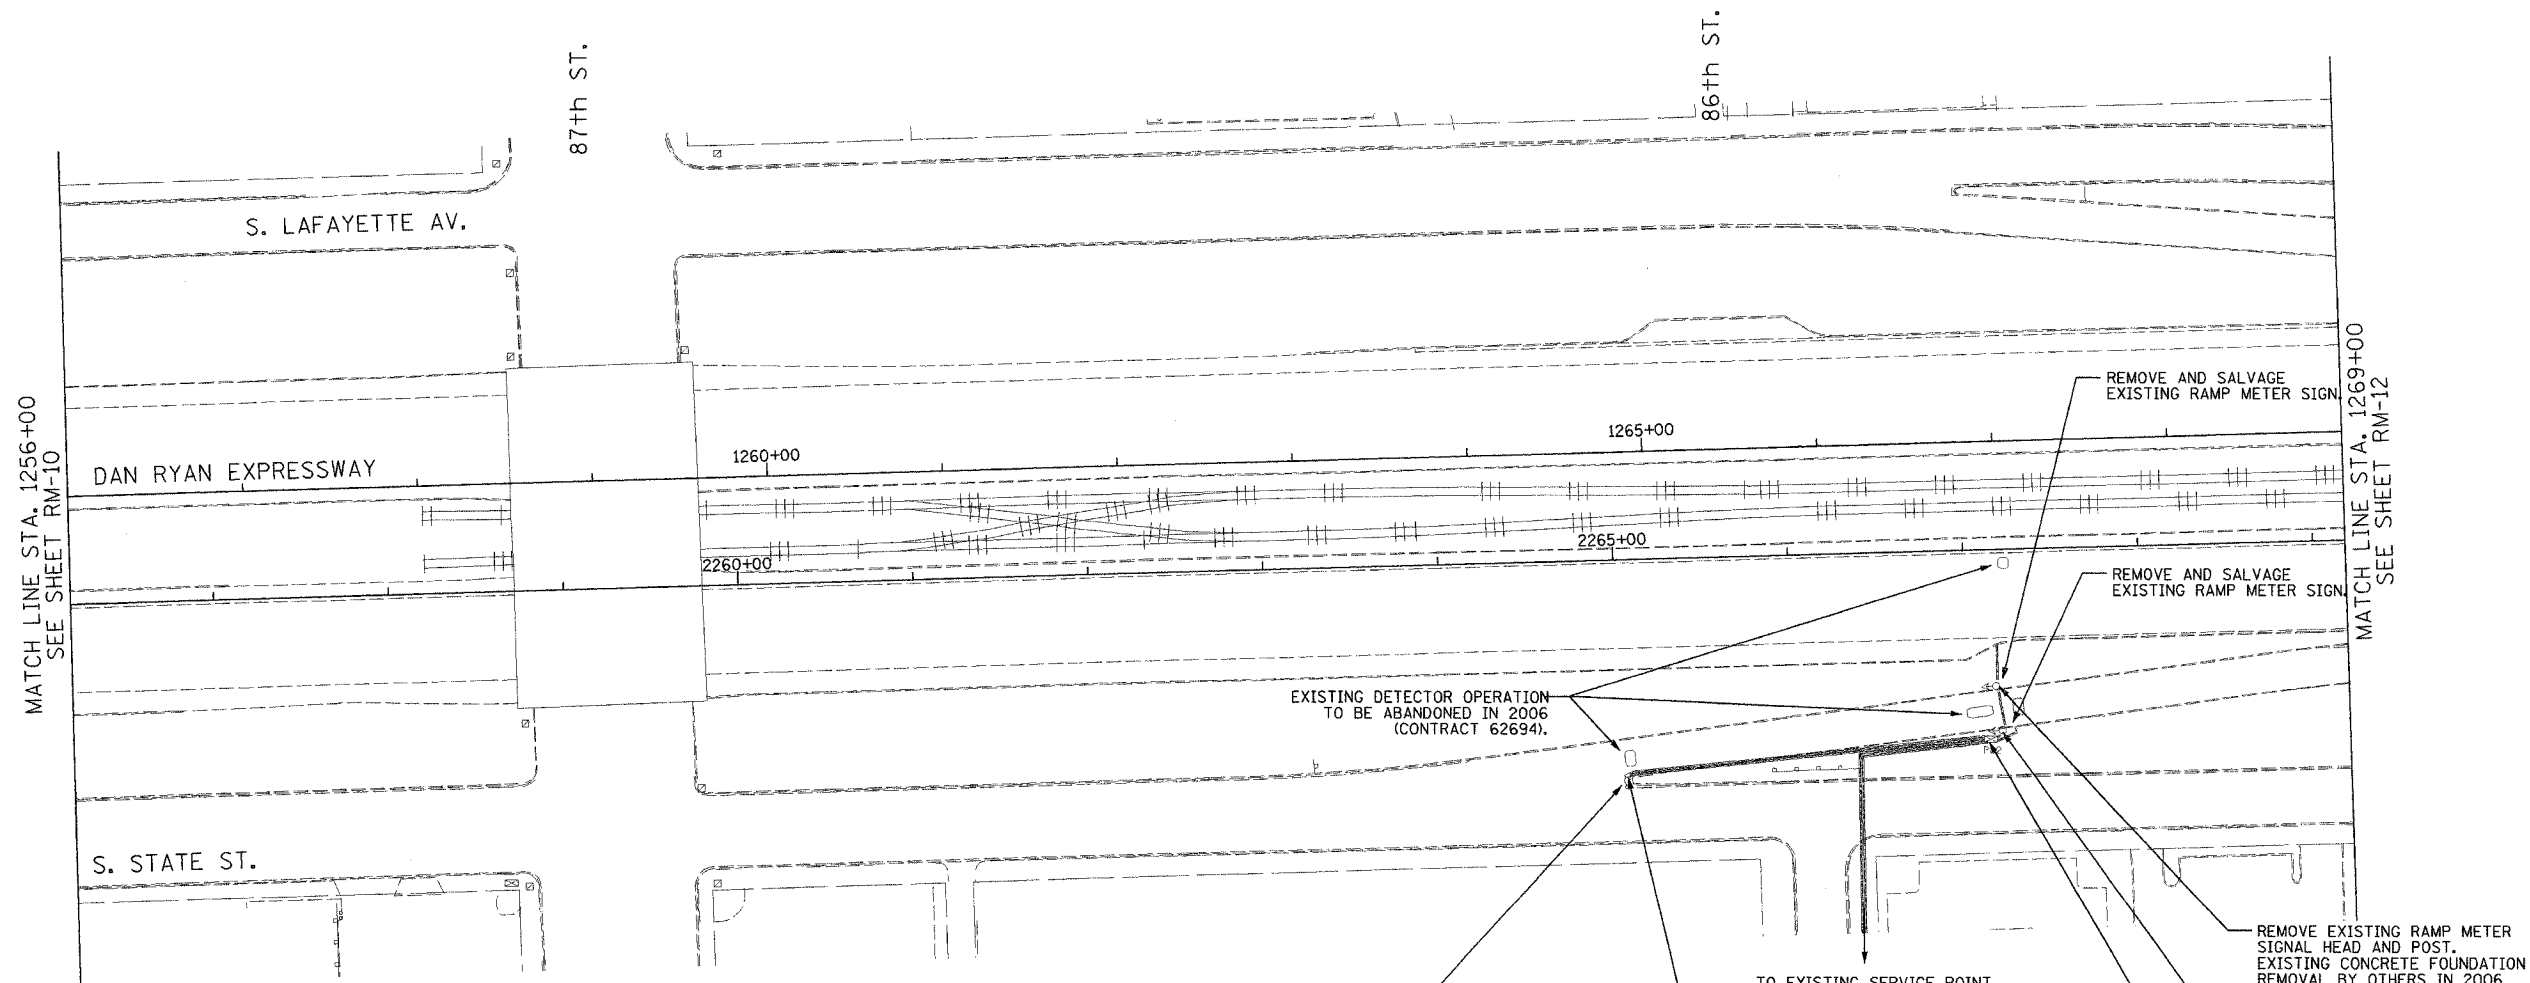 87th ST.
86th ST.
S. LAFAYETTE AV.
MATCH LINE STA. 1256+00
SEE SHEET RM-10
DAN RYAN EXPRESSWAY
1260+00
1265+00
REMOVE AND SALVAGE
EXISTING RAMP METER SIGN.
MATCH LINE STA. 1269+00
SEE SHEET RM-12
2260+00
2265+00
REMOVE AND SALVAGE
EXISTING RAMP METER SIGN.
EXISTING DETECTOR OPERATION
TO BE ABANDONED IN 2006
(CONTRACT 62694).
S. STATE ST.
REMOVE EXISTING RAMP METER
SIGNAL HEAD AND POST.
EXISTING CONCRETE FOUNDATION
REMOVAL BY OTHERS IN 2006
TO EXISTING SERVICE POINT